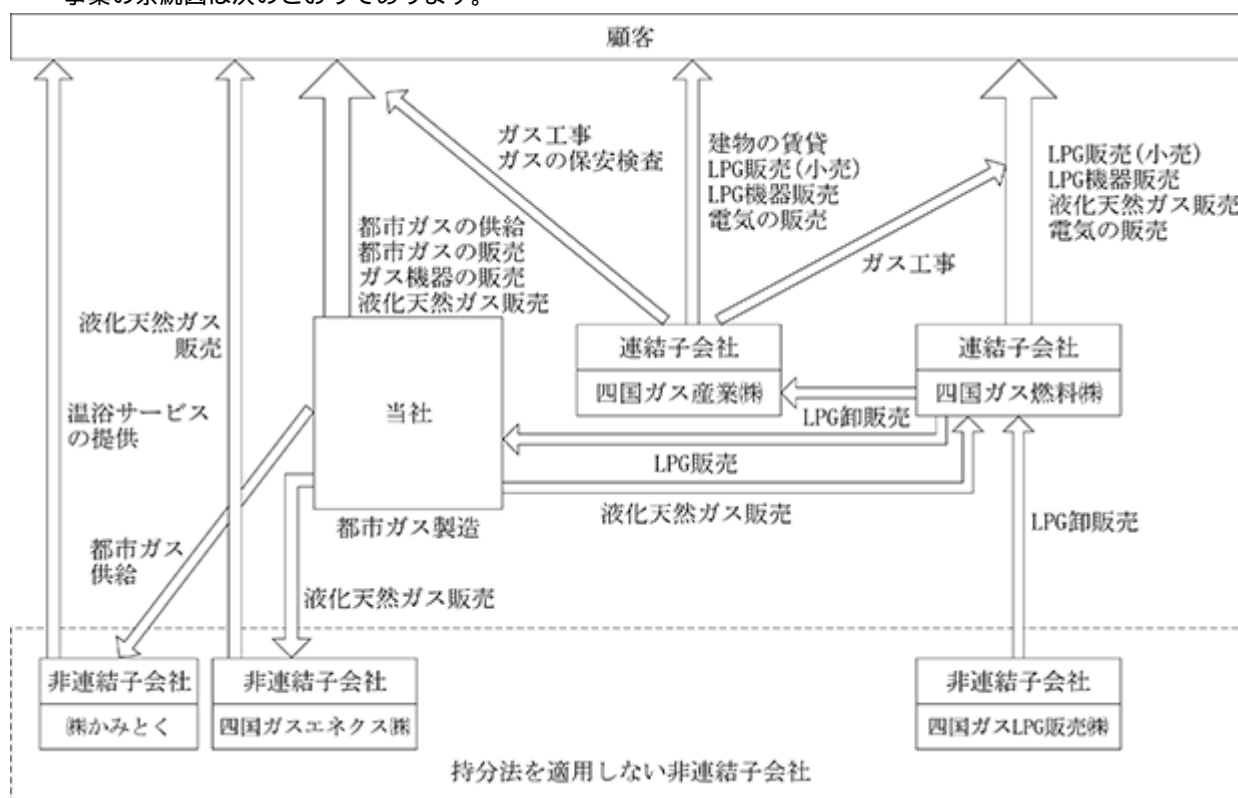 事業の系統図は次のとおりであります。
顧客
ガス工事
ガスの保安検査
建物の賃貸
LPG販売(小売)
LPG機器販売
電気の販売
LPG販売(小売)
LPG機器販売
液化天然ガス販売
電気の販売
都市ガスの供給
都市ガスの販売
ガス機器の販売
液化天然ガス販売
ガス工事
液化天然ガス
販売
連結子会社
四国ガス産業㈱
連結子会社
四国ガス燃料㈱
当社
温浴サービス
の提供
LPG卸販売
LPG販売
液化天然ガス販売
都市ガス製造
LPG卸販売
都市ガス
供給
液化天然ガス販売
非連結子会社
㈱かみとく
非連結子会社
四国ガスエネクス㈱
非連結子会社
四国ガスLPG販売㈱
持分法を適用しない非連結子会社